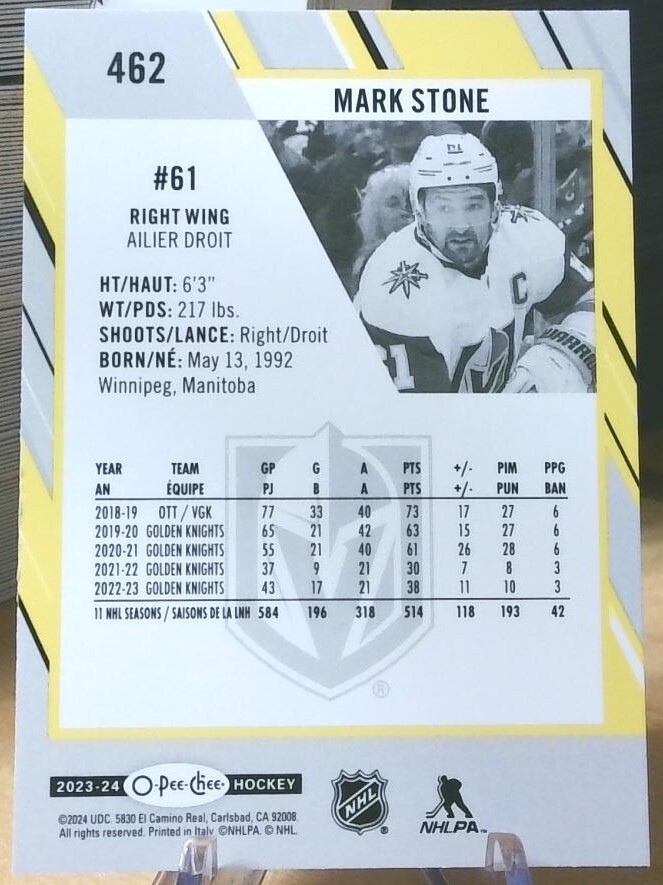 462
MARK STONE
#61
RIGHT WING
AILIER DROIT
HT/HAUT: 6'3"
WT/PDS: 217 lbs.
SHOOTS/LANCE: Right/Droit
BORN/NÉ: May 13, 1992
Winnipeg, Manitoba
C
61
WARRIOR
YEAR TEAM GP G A PTS +/- PIM PPG
AN ÉQUIPE PJ B A PTS +/- PUN BAN
2018-19 OTT / VGK 77 33 40 73 17 27 6
2019-20 GOLDEN KNIGHTS 65 21 42 63 15 27 6
2020-21 GOLDEN KNIGHTS 55 21 40 61 26 28 6
2021-22 GOLDEN KNIGHTS 37 9 21 30 7 8 3
2022-23 GOLDEN KNIGHTS 43 17 21 38 11 10 3
11 NHL SEASONS / SAISONS DE LA LNH 584 196 318 514 118 193 42
®
2023-24 O-Pee-Chee HOCKEY
©2024 UDC. 5830 El Camino Real, Carlsbad, CA 92008.
All rights reserved. Printed in Italy ©NHLPA. © NHL.
NHL ®
NHLPA™